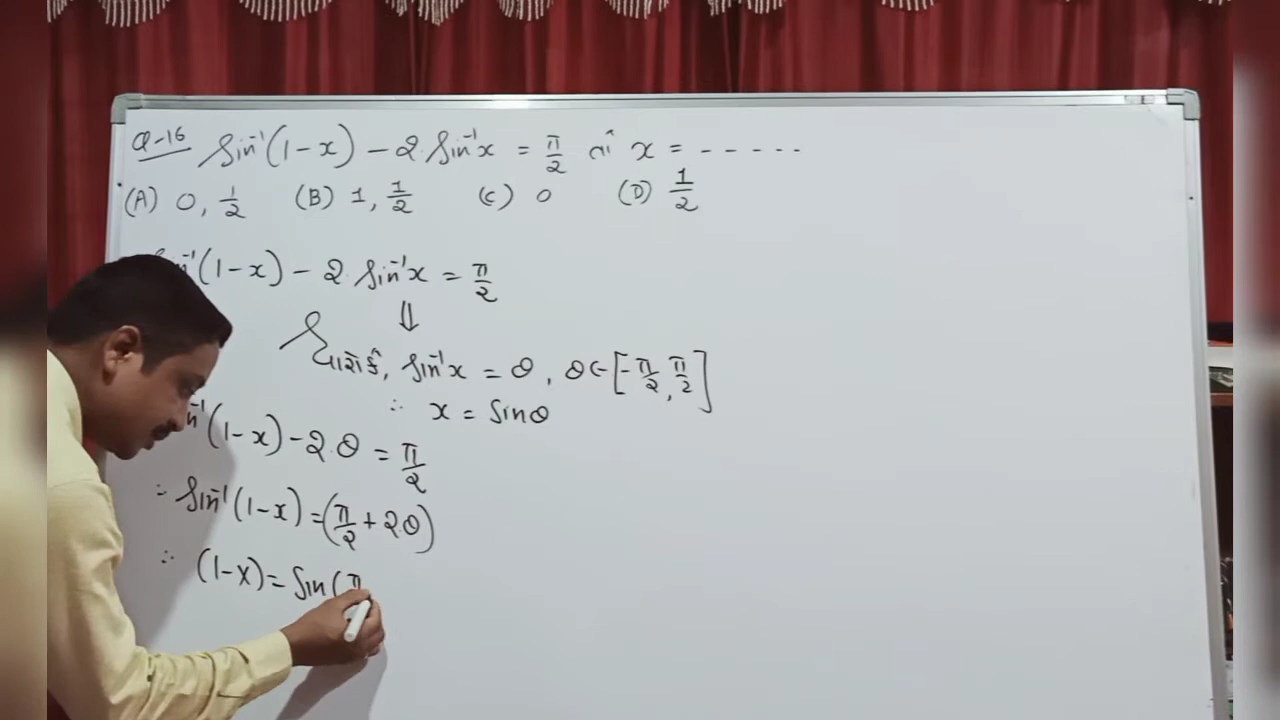 Q-16 sin⁻¹(1-x) - 2 sin⁻¹x = π/2 તો x = - - - - -
(A) 0, 1/2 (B) 1, 1/2 (C) 0 (D) 1/2
(1-x) - 2 sin⁻¹x = π/2
⇓
ધારોકે, sin⁻¹x = θ, θ ∈ [-π/2, π/2]
∴ x = sinθ
(1-x) - 2θ = π/2
∴ sin⁻¹(1-x) = (π/2 + 2θ)
∴ (1-x) = sin(π